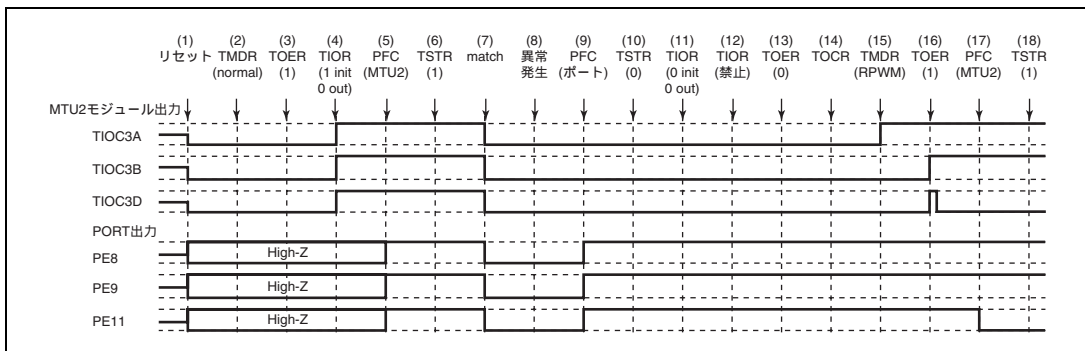 (1) (2) (3) (4) (5) (6) (7) (8) (9) (10) (11) (12) (13) (14) (15) (16) (17) (18)
リセット TMDR TOER TIOR PFC TSTR match 異常 PFC TSTR TIOR TIOR TOER TOCR TMDR TOER PFC TSTR
(normal) (1) (1 init (MTU2) (1) 発生 (ポート) (0) (0 init (禁止) (0) (RPWM) (1) (MTU2) (1)
0 out) 0 out)
MTU2モジュール出力
TIOC3A
TIOC3B
TIOC3D
PORT出力
PE8 High-Z
PE9 High-Z
PE11 High-Z